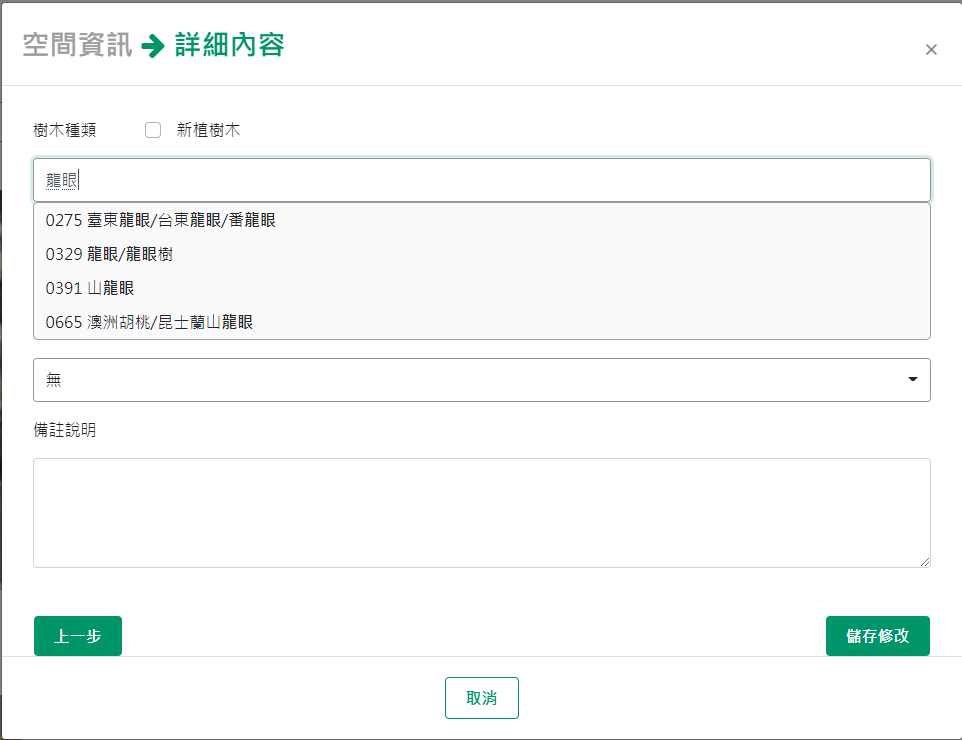 空間資訊 詳細內容
×
樹木種類 新植樹木
龍眼
0275 臺東龍眼/台東龍眼/番龍眼
0329 龍眼/龍眼樹
0391 山龍眼
0665 澳洲胡桃/昆士蘭山龍眼
無
備註說明
上一步 儲存修改
取消